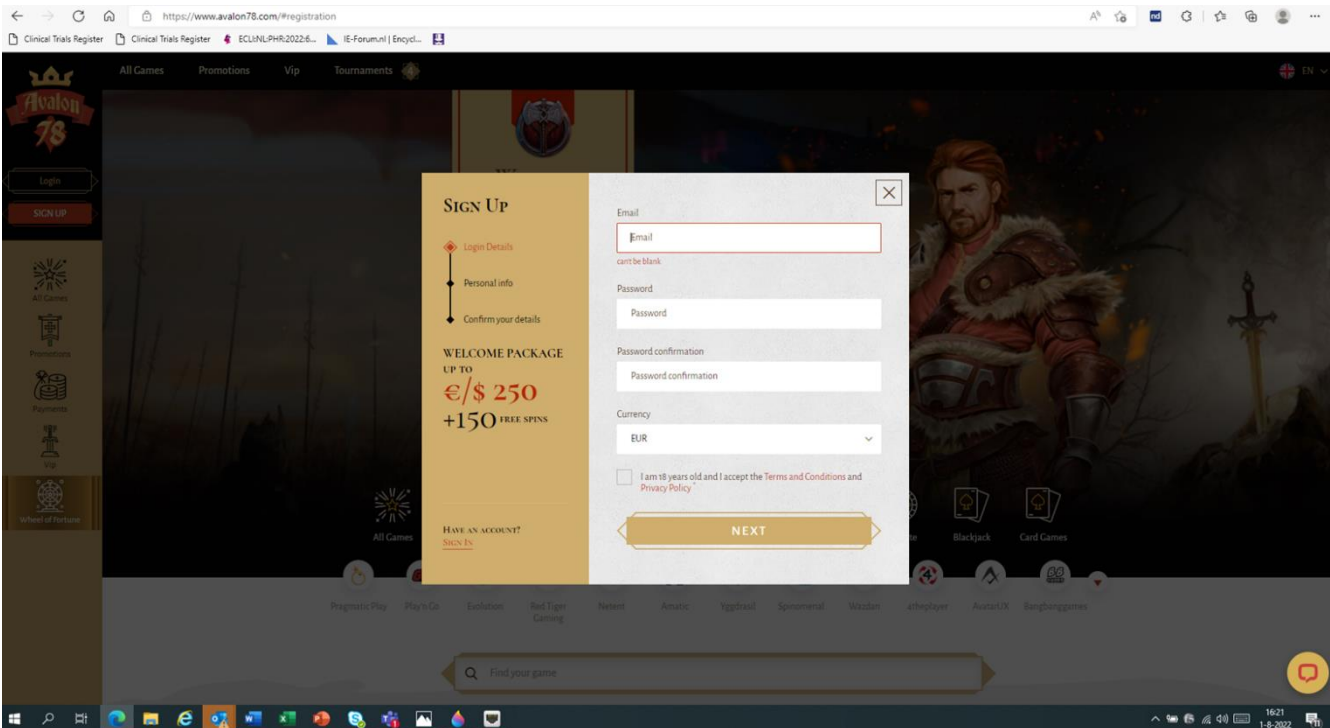 https://www.avalon78.com/#registration
Clinical Trials Register
Clinical Trials Register
ECLI:NL:PHR:2022:6...
IE-Forum.nl | Encycl...
Avalon
78
All Games
Promotions
Vip
Tournaments
4
EN
Login
SIGN UP
All Games
Promotions
Payments
Vip
Wheel of Fortune
SIGN UP
Login Details
Personal info
Confirm your details
WELCOME PACKAGE
UP TO
€/$ 250
+150 FREE SPINS
HAVE AN ACCOUNT?
SIGN IN
Email
Email
can't be blank
Password
Password
Password confirmation
Password confirmation
Currency
EUR
I am 18 years old and I accept the Terms and Conditions and
Privacy Policy *
NEXT
All Games
Blackjack
Card Games
Pragmatic Play
Play'n Go
Evolution
Red Tiger
Gaming
Netent
Amatic
Yggdrasil
Spinomenal
Wazdan
4theplayer
AvatarUX
Bangbanggames
Find your game
16:21
1-8-2022